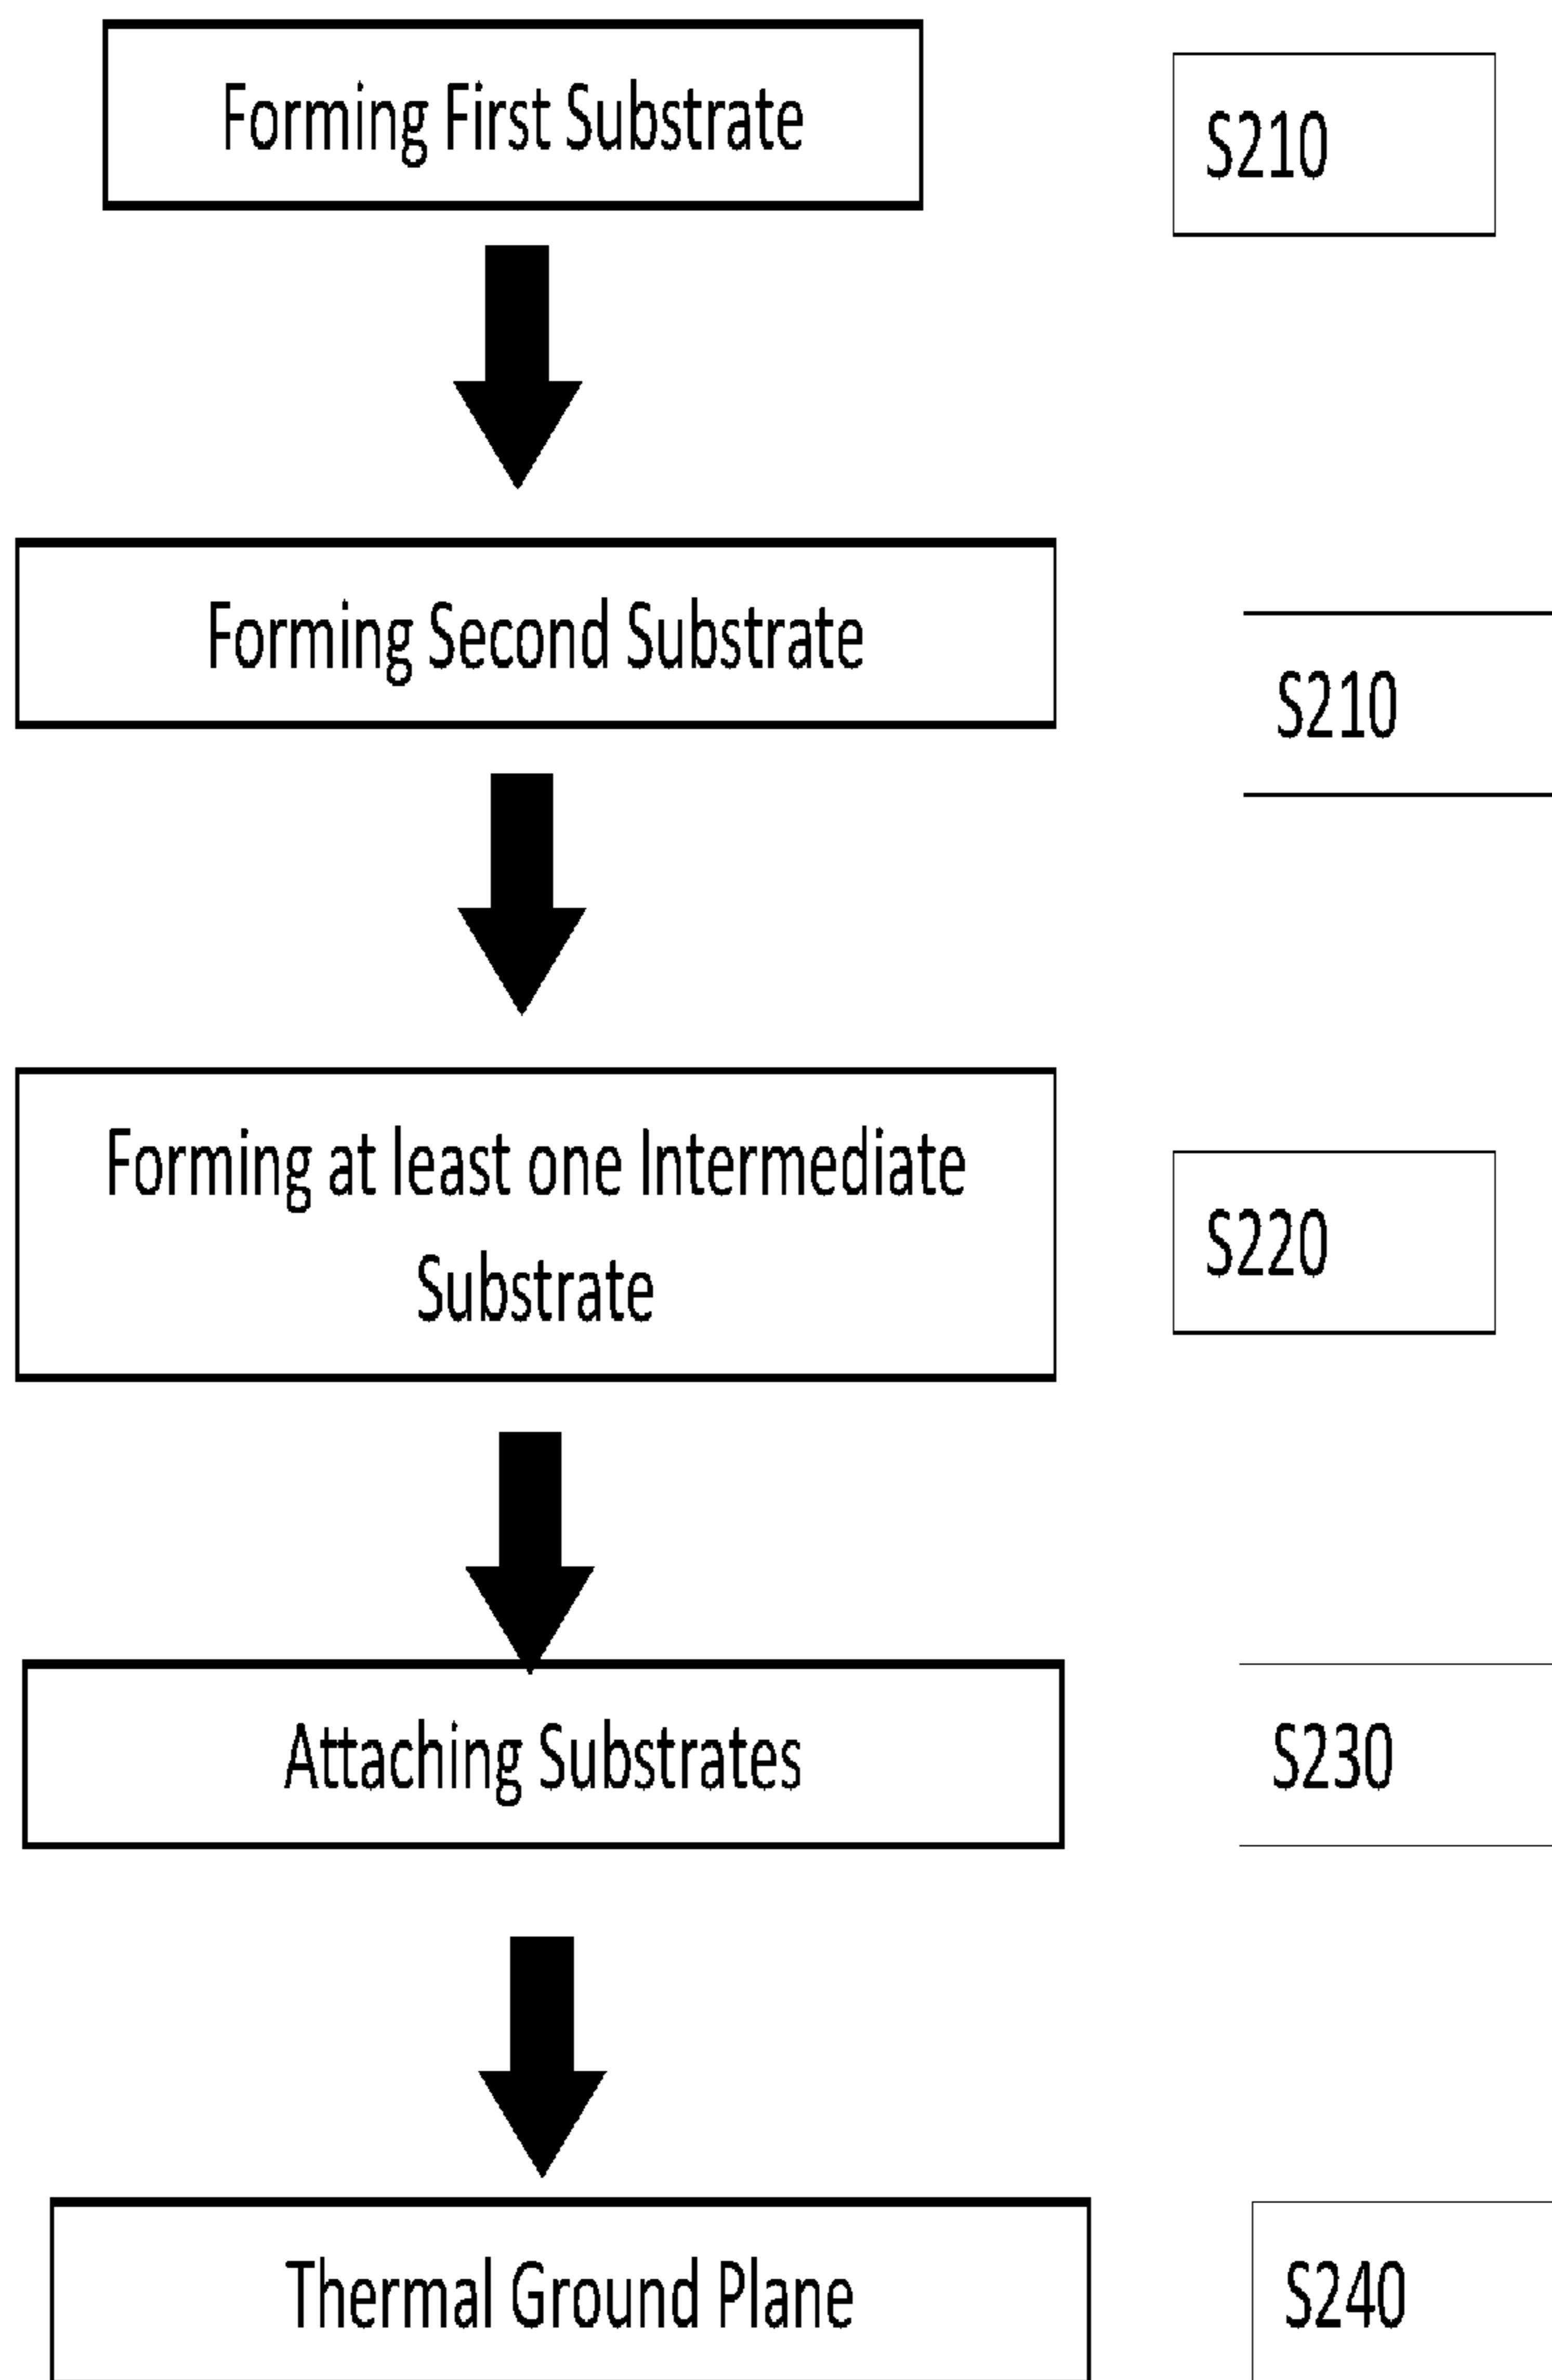 Forming First Substrate
S210
Forming Second Substrate
S210
Forming at least one Intermediate
Substrate
S220
Attaching Substrates
S230
Thermal Ground Plane
S240